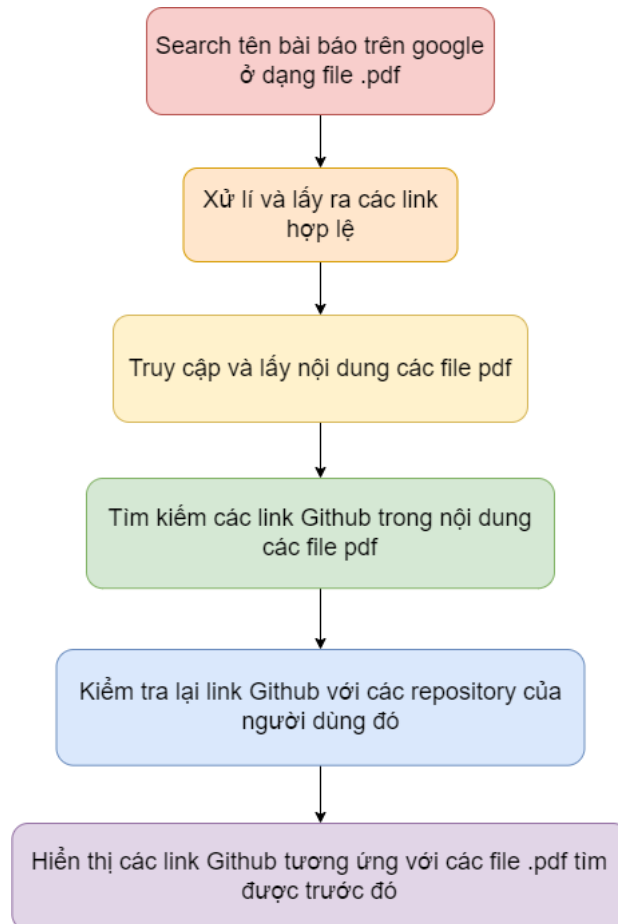 Search tên bài báo trên google
ở dạng file .pdf
Xử lí và lấy ra các link
hợp lệ
Truy cập và lấy nội dung các file pdf
Tìm kiếm các link Github trong nội dung
các file pdf
Kiểm tra lại link Github với các repository của
người dùng đó
Hiển thị các link Github tương ứng với các file .pdf tìm
được trước đó